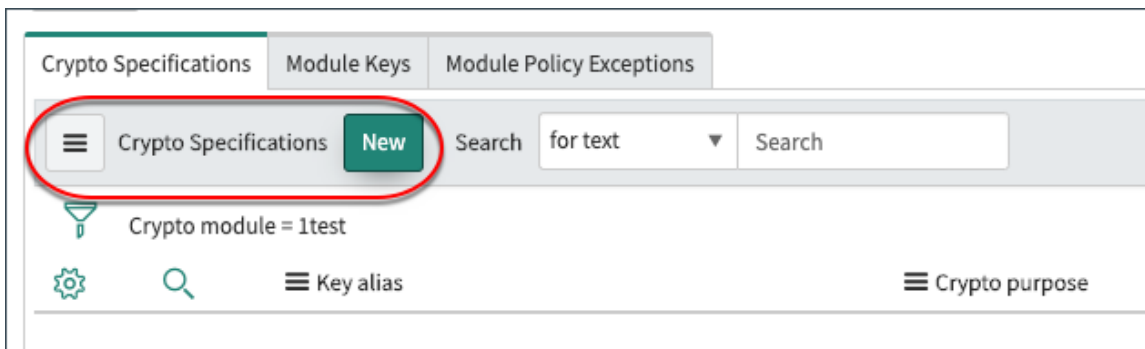 Crypto Specifications Module Keys Module Policy Exceptions
Crypto Specifications New Search for text Search
Crypto module = 1test
Key alias Crypto purpose